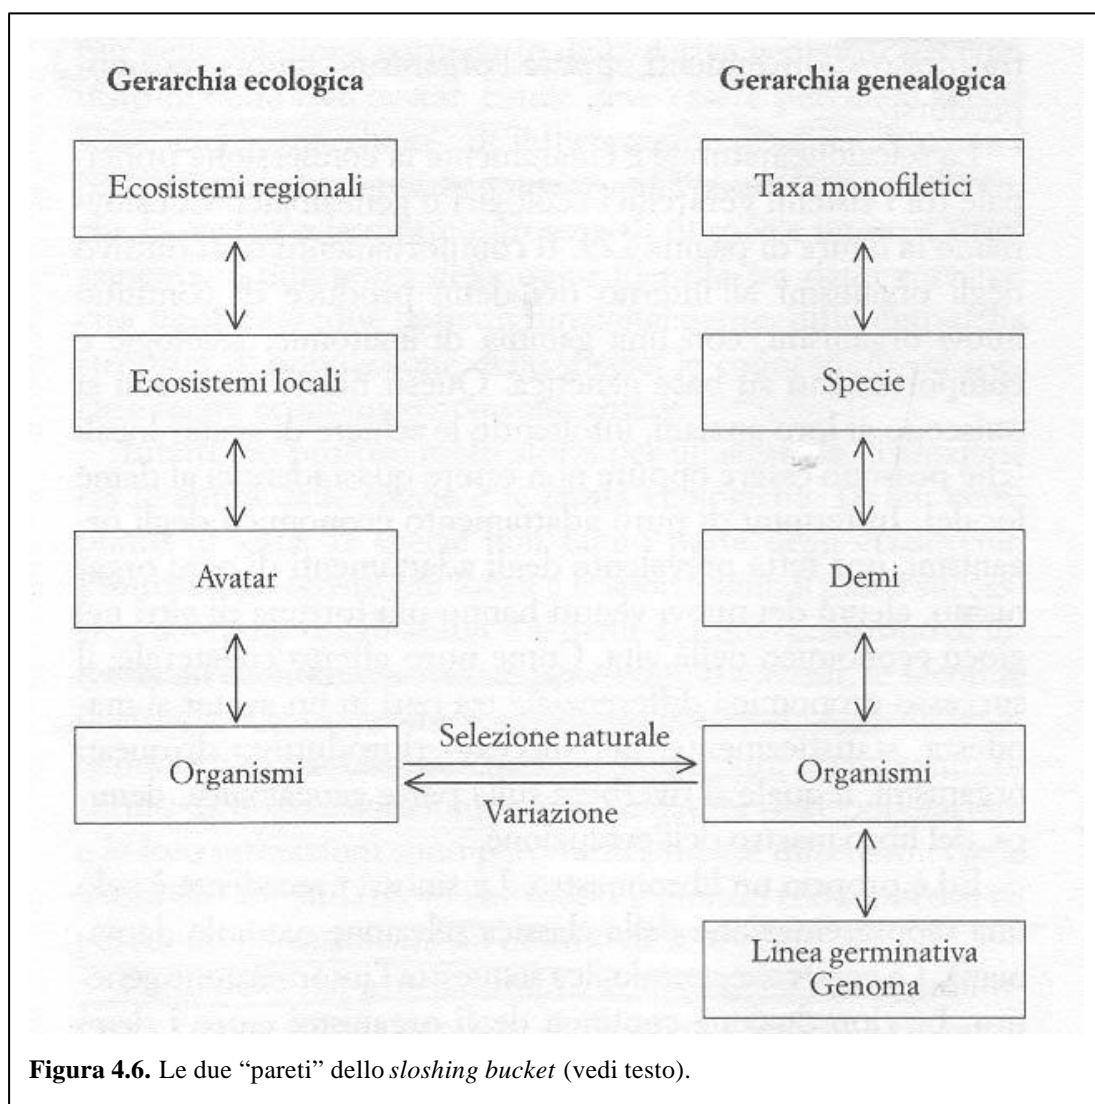 Gerarchia ecologica
Gerarchia genealogica
Ecosistemi regionali
Taxa monofiletici
Ecosistemi locali
Specie
Avatar
Demi
Organismi
Selezione naturale
Variazione
Organismi
Linea germinativa
Genoma
Figura 4.6. Le due “pareti” dello sloshing bucket (vedi testo).